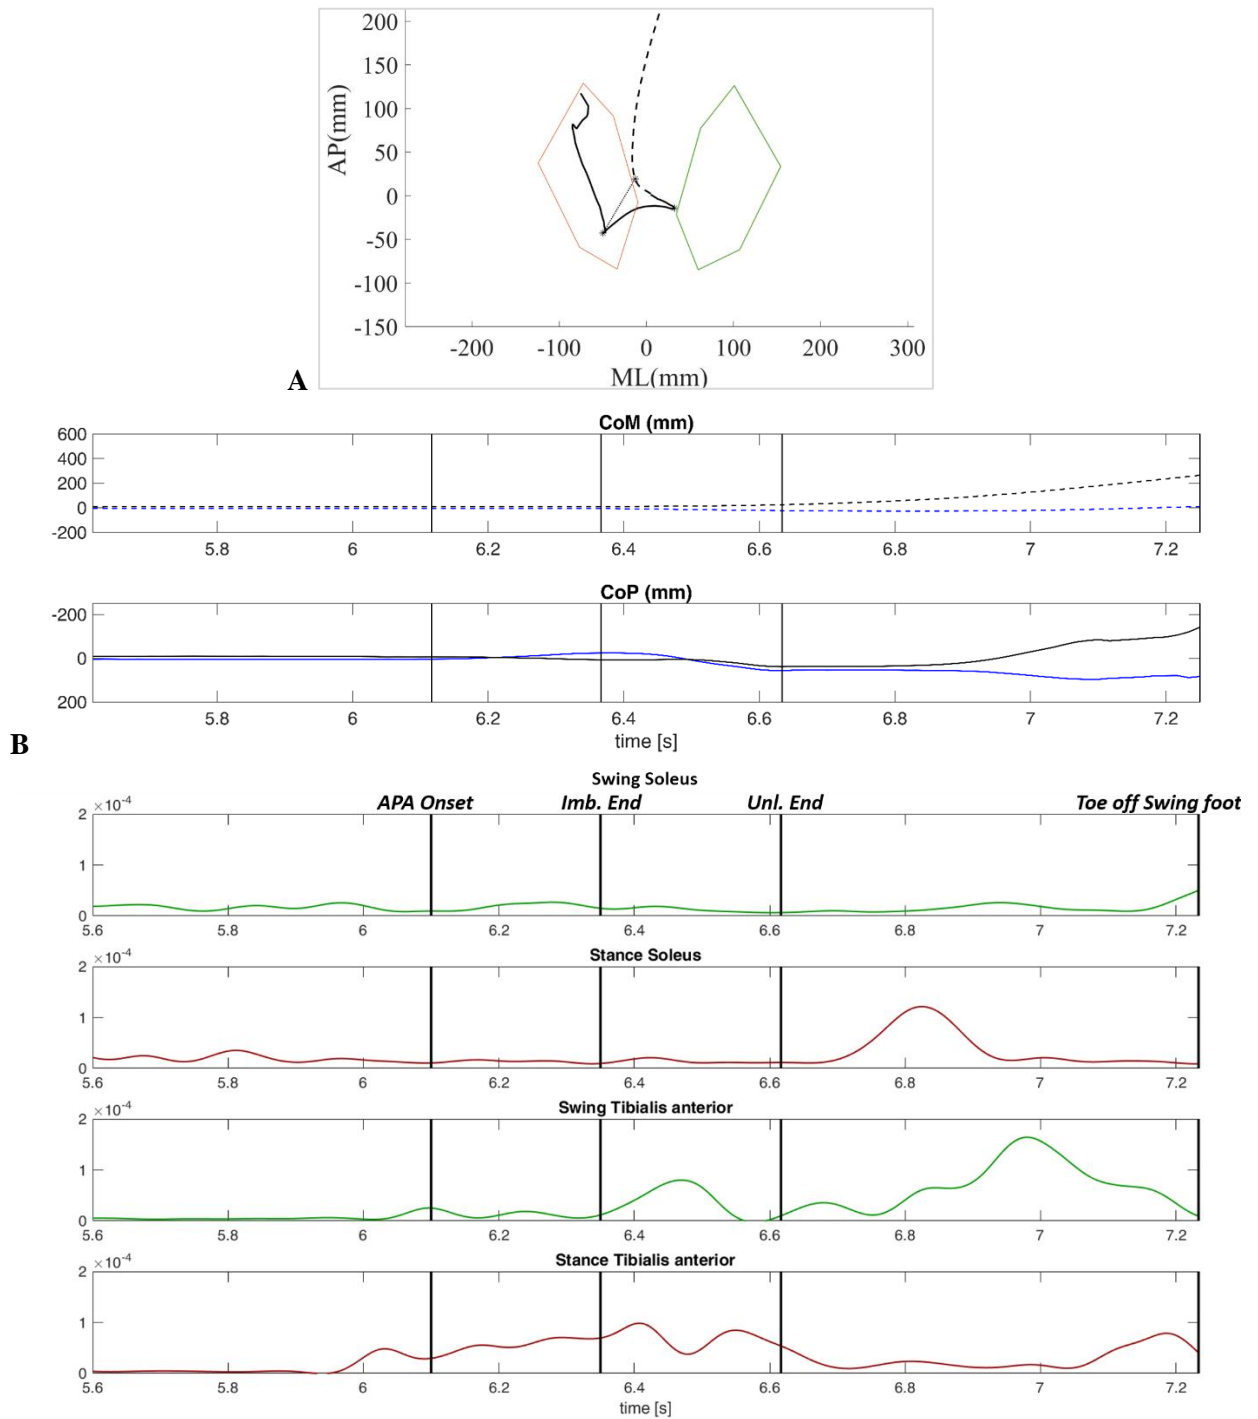 200
150
100
50
0
-50
-100
-150
AP(mm)
-200 -100 0 100 200 300
ML(mm)
A
CoM (mm)
600
400
200
0
-200
5.8 6 6.2 6.4 6.6 6.8 7 7.2
CoP (mm)
-200
0
200
5.8 6 6.2 6.4 6.6 6.8 7 7.2
time [s]
B
Swing Soleus
×10-4
APA Onset Imb. End Unl. End Toe off Swing foot
2
1
0
5.6 5.8 6 6.2 6.4 6.6 6.8 7 7.2
Stance Soleus
×10-4
2
1
0
5.6 5.8 6 6.2 6.4 6.6 6.8 7 7.2
Swing Tibialis anterior
×10-4
2
1
0
5.6 5.8 6 6.2 6.4 6.6 6.8 7 7.2
Stance Tibialis anterior
×10-4
2
1
0
5.6 5.8 6 6.2 6.4 6.6 6.8 7 7.2
time [s]